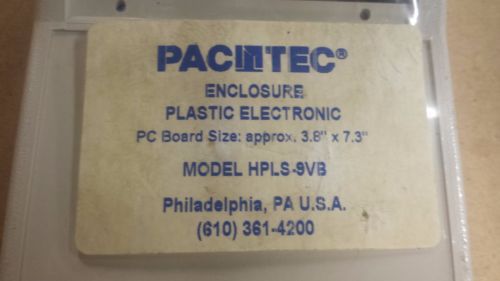 PACTEC®
ENCLOSURE
PLASTIC ELECTRONIC
PC Board Size: approx. 3.8" x 7.3"
MODEL HPLS-9VB
Philadelphia, PA U.S.A.
(610) 361-4200